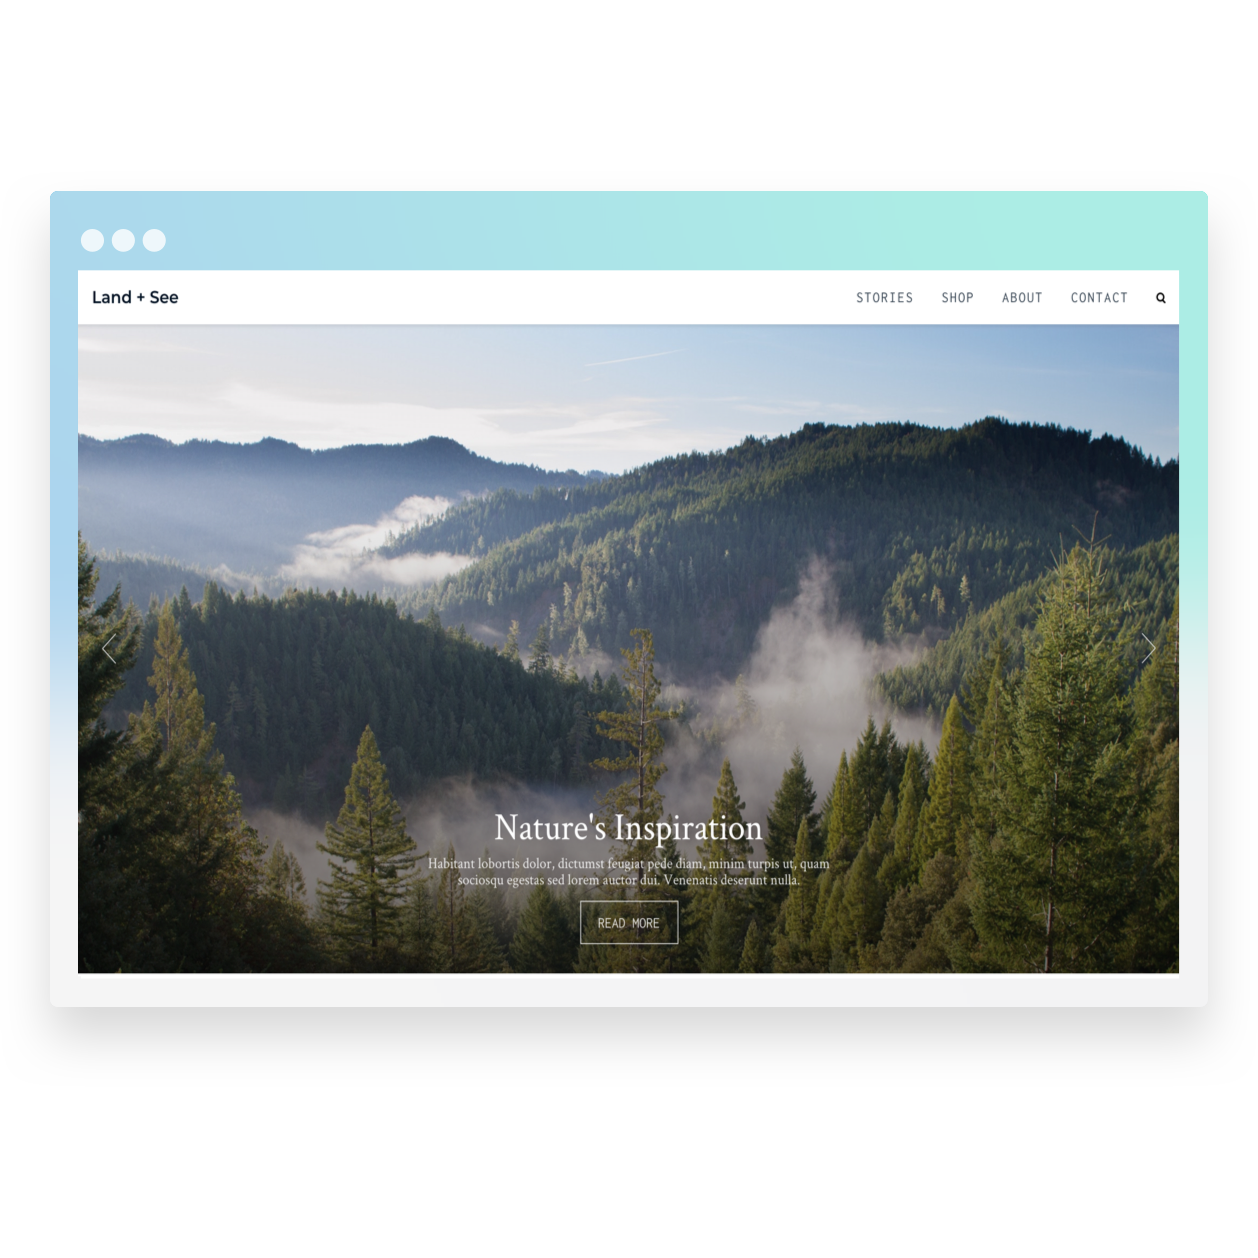 Land + See
STORIES SHOP ABOUT CONTACT
Nature's Inspiration
Habitant lobortis dolor, dictumst feugiat pede diam, minim turpis ut, quam
sociosqu egestas sed lorem auctor dui. Venenatis deserunt nulla.
READ MORE